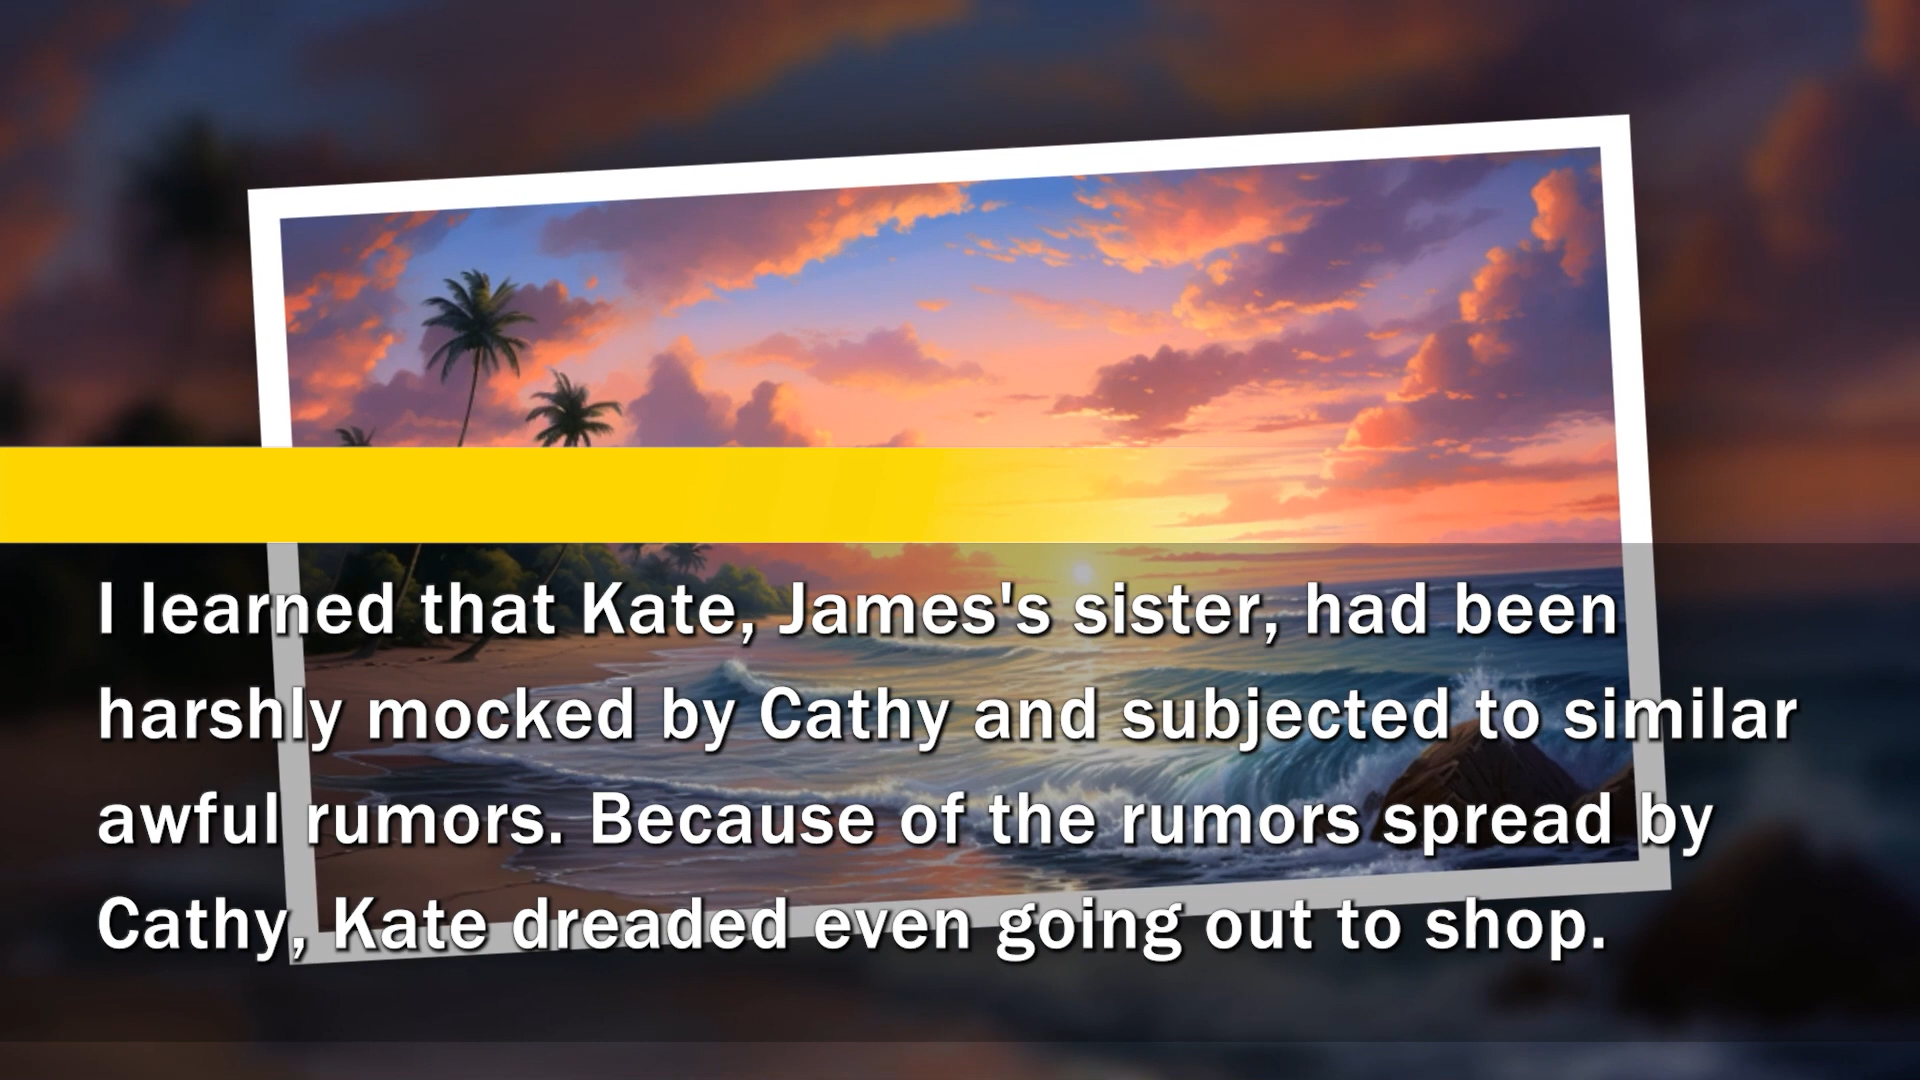 I learned that Kate, James's sister, had been
harshly mocked by Cathy and subjected to similar
awful rumors. Because of the rumors spread by
Cathy, Kate dreaded even going out to shop.